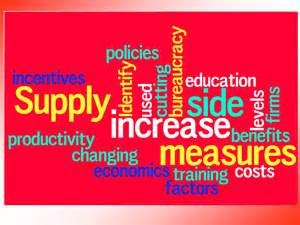 policies
bureaucracy
incentives
identify
used
cutting
education
Supply
side
levels
firms
increase
productivity
benefits
changing
measures
economics
training
costs
factors